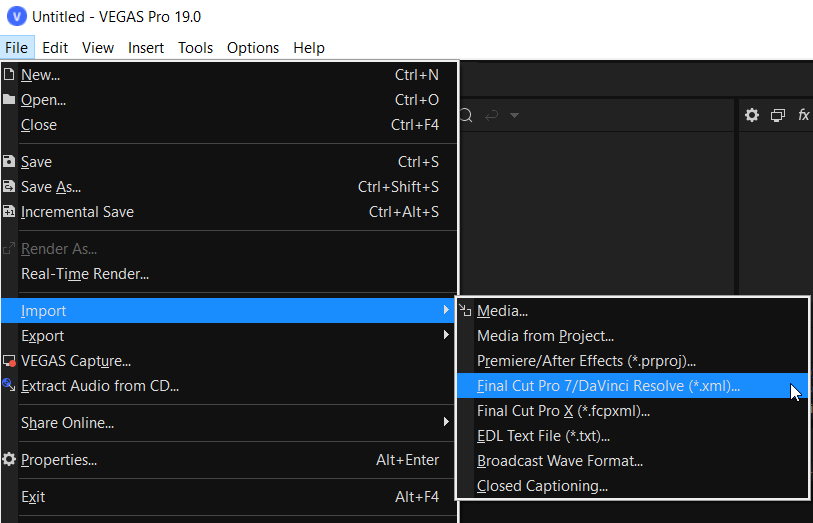 Untitled - VEGAS Pro 19.0
File Edit View Insert Tools Options Help
New... Ctrl+N
Open... Ctrl+O
Close Ctrl+F4
Save Ctrl+S
Save As... Ctrl+Shift+S
Incremental Save Ctrl+Alt+S
Render As...
Real-Time Render...
Import
Export
VEGAS Capture...
Extract Audio from CD...
Share Online...
Properties... Alt+Enter
Exit Alt+F4
fx
Media...
Media from Project...
Premiere/After Effects (*.prproj)...
Final Cut Pro 7/DaVinci Resolve (*.xml)...
Final Cut Pro X (*.fcpxml)...
EDL Text File (*.txt)...
Broadcast Wave Format...
Closed Captioning...